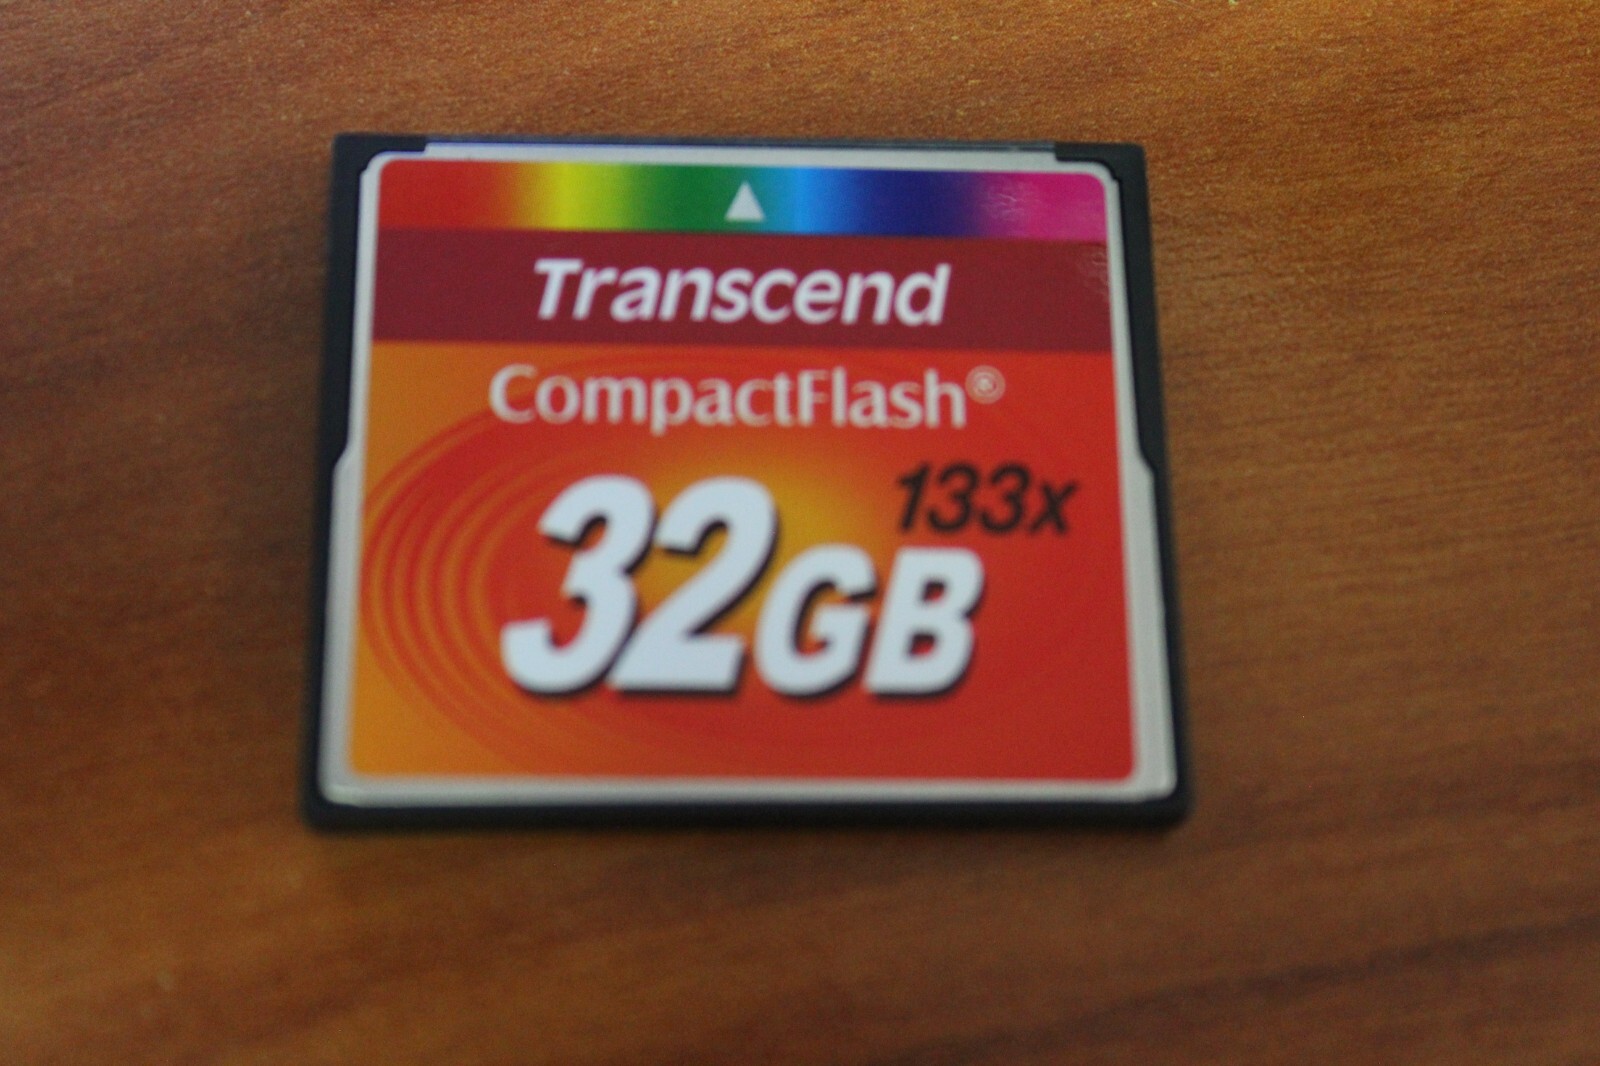 Transcend
CompactFlash®
133x
32GB